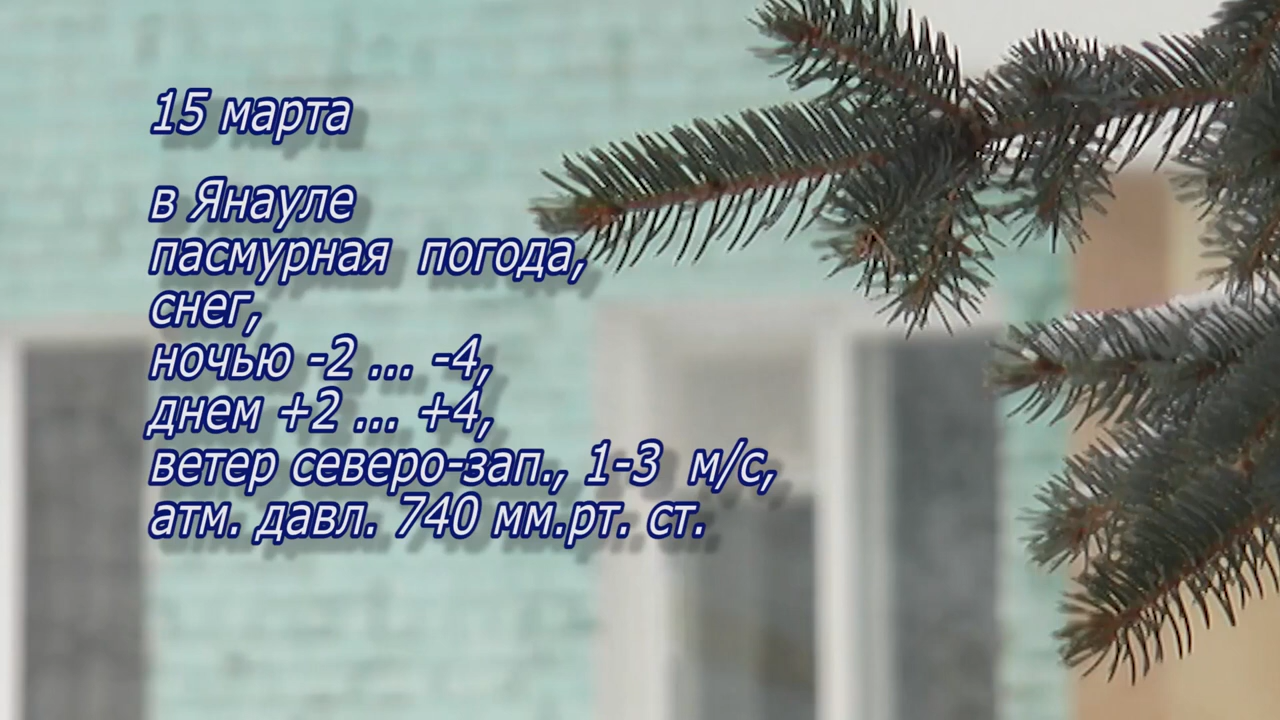 15 марта
в Янауле
пасмурная погода,
снег,
ночью -2 ... -4,
днем +2 ... +4,
ветер северо-зап., 1-3 м/с,
атм. давл. 740 мм.рт. ст.